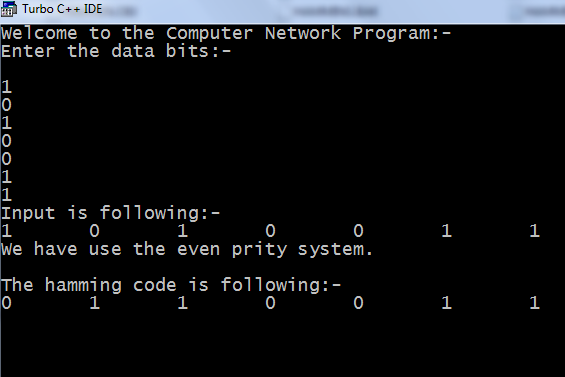 Turbo C++ IDE
Welcome to the Computer Network Program:-
Enter the data bits:-
1
0
1
0
0
1
1
Input is following:-
1 0 1 0 0 1 1
We have use the even prity system.
The hamming code is following:-
0 1 1 0 0 1 1